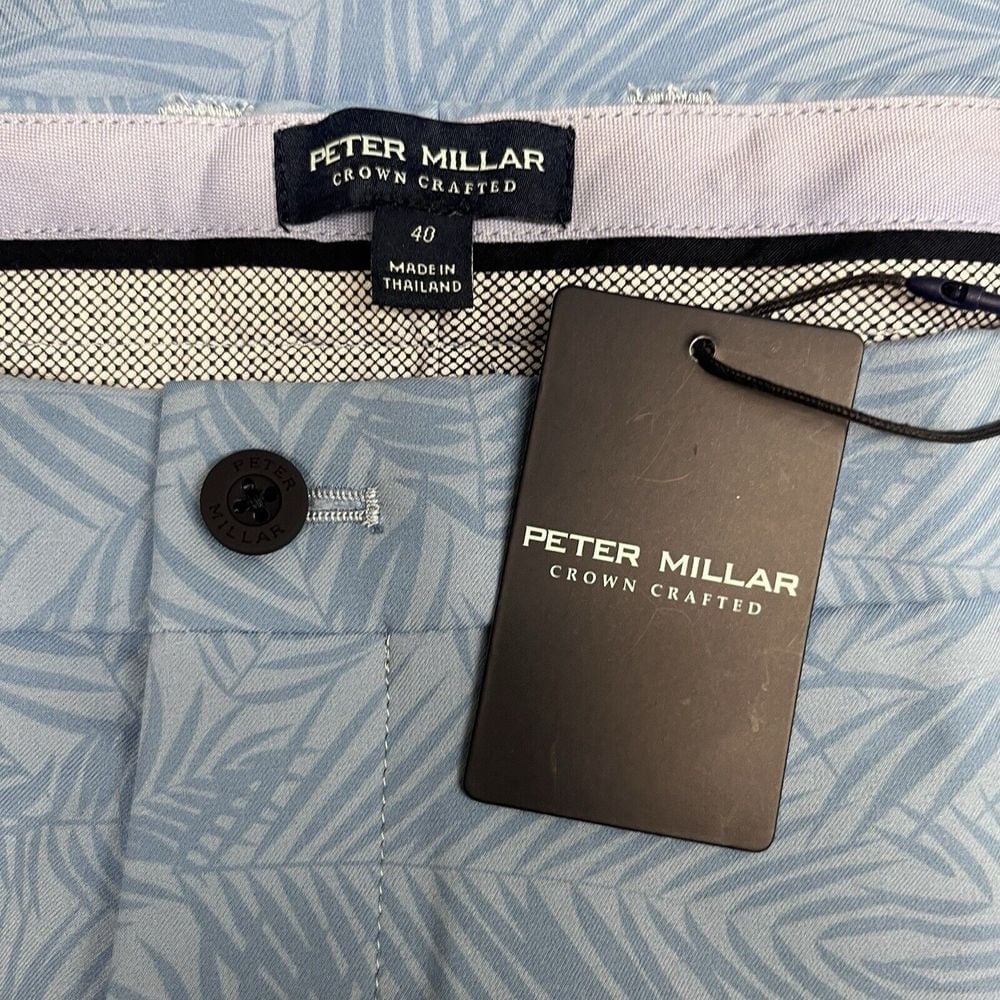 PETER MILLAR
CROWN CRAFTED
40
MADE IN
THAILAND
PETER
MILLAR
PETER MILLAR
CROWN CRAFTED